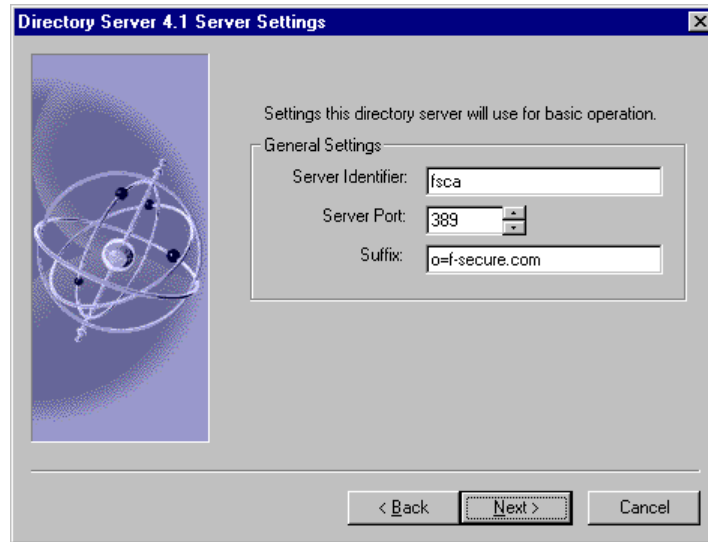 Directory Server 4.1 Server Settings
Settings this directory server will use for basic operation.
General Settings
Server Identifier: fsca
Server Port: 389
Suffix: o=f-secure.com
< Back Next > Cancel